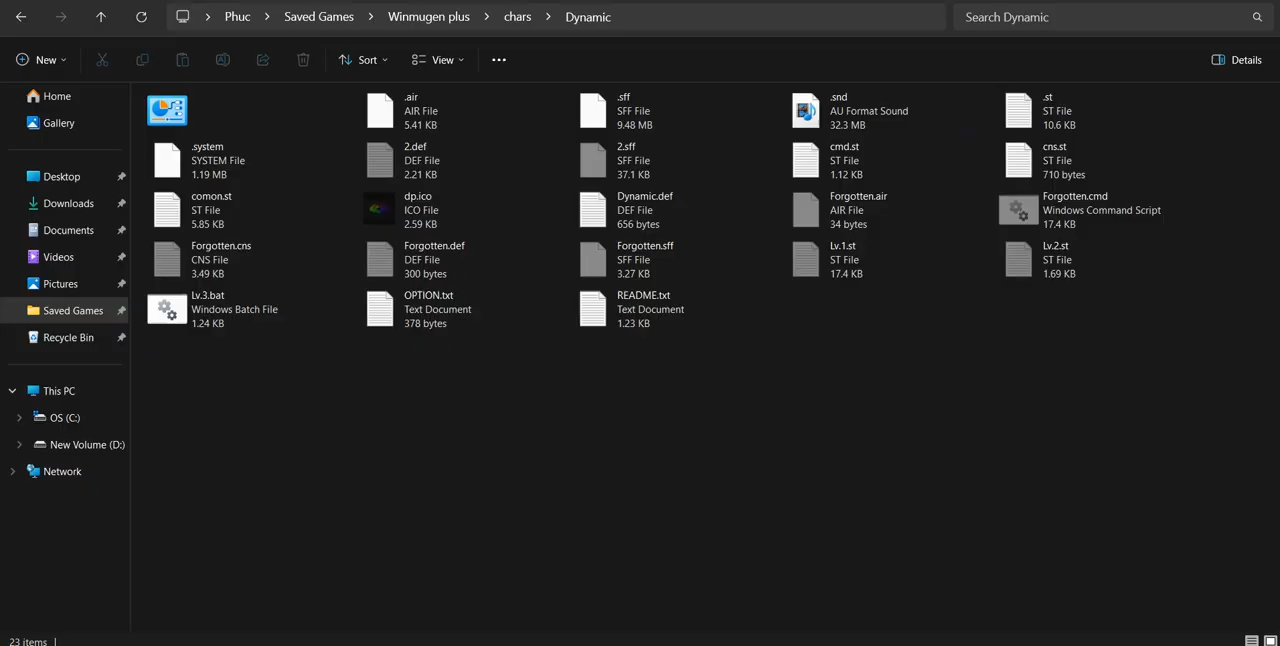 Phuc > Saved Games > Winmugen plus > chars > Dynamic
Search Dynamic
New
Sort
View
Details
Home
Gallery
Desktop
Downloads
Documents
Videos
Pictures
Saved Games
Recycle Bin
This PC
OS (C:)
New Volume (D:)
Network
.air
AIR File
5.41 KB
.sff
SFF File
9.48 MB
.snd
AU Format Sound
32.3 MB
.st
ST File
10.6 KB
.system
SYSTEM File
1.19 MB
2.def
DEF File
2.21 KB
2.sff
SFF File
37.1 KB
cmd.st
ST File
1.12 KB
cns.st
ST File
710 bytes
comon.st
ST File
5.85 KB
dp.ico
ICO File
2.59 KB
Dynamic.def
DEF File
656 bytes
Forgotten.air
AIR File
34 bytes
Forgotten.cmd
Windows Command Script
17.4 KB
Forgotten.cns
CNS File
3.49 KB
Forgotten.def
DEF File
300 bytes
Forgotten.sff
SFF File
3.27 KB
Lv.1.st
ST File
17.4 KB
Lv.2.st
ST File
1.69 KB
Lv.3.bat
Windows Batch File
1.24 KB
OPTION.txt
Text Document
378 bytes
README.txt
Text Document
1.23 KB
23 items